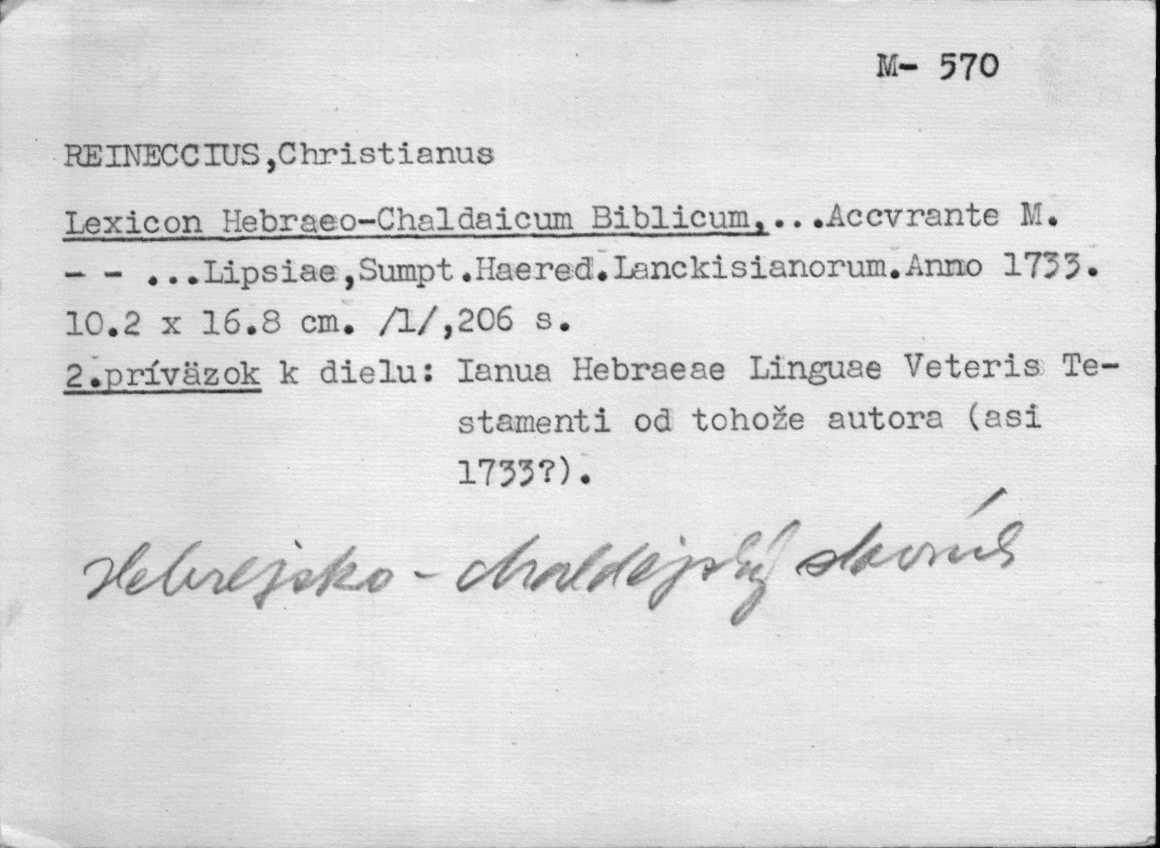 M- 570
REINECCIUS,Christianus
Lexicon Hebraeo-Chaldaicum Biblicum,...Accvrante M.
- - ...Lipsiae,Sumpt.Haered.Lanckisianorum.Anno 1733.
10.2 x 16.8 cm. /1/,206 s.
2.príväzok k dielu: Ianua Hebraeae Linguae Veteris Te-
stamenti od tohože autora (asi
1733?).
Hebrejsko - chaldejský slovník